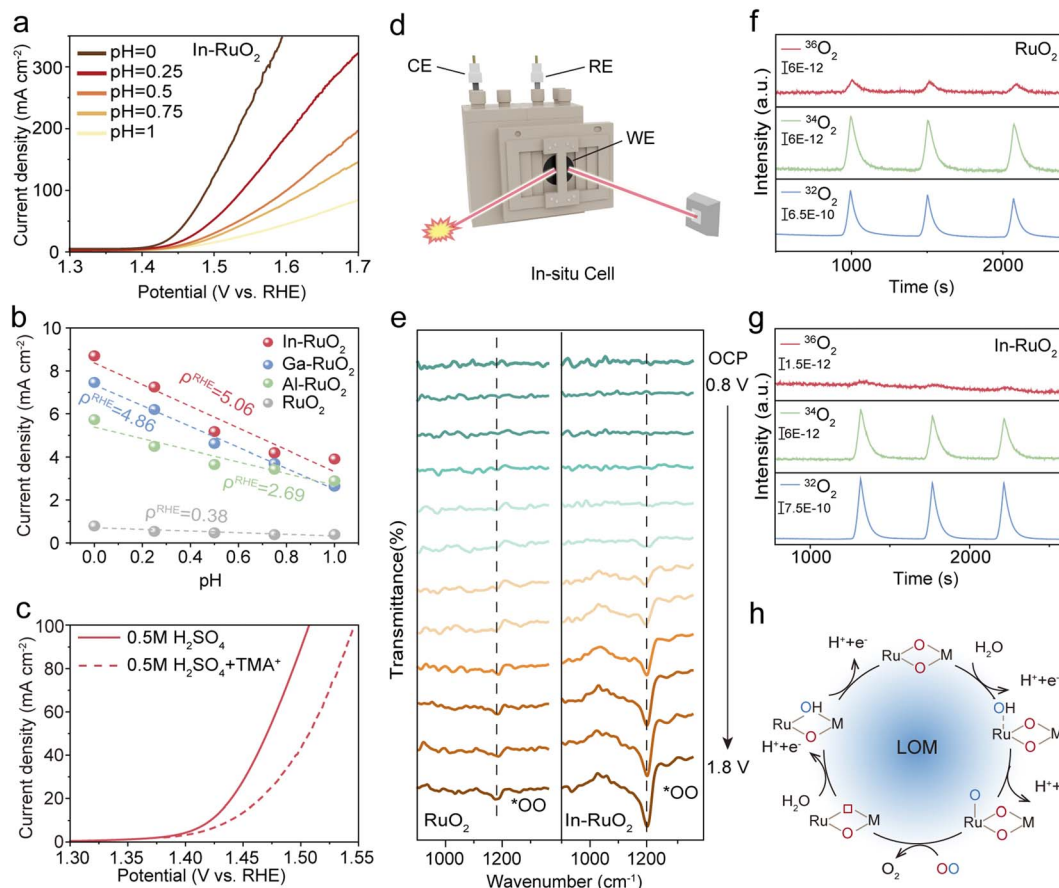 a
In-RuO2
pH=0
pH=0.25
pH=0.5
pH=0.75
pH=1
300
200
100
0
Current density (mA cm-2)
1.3 1.4 1.5 1.6 1.7
Potential (V vs. RHE)
b
In-RuO2
Ga-RuO2
Al-RuO2
RuO2
ρRHE=5.06
ρRHE=4.86
ρRHE=2.69
ρRHE=0.38
10
8
6
4
2
0
Current density (mA cm-2)
0.0 0.2 0.4 0.6 0.8 1.0
pH
c
0.5M H2SO4
0.5M H2SO4+TMA+
100
80
60
40
20
0
Current density (mA cm-2)
1.30 1.35 1.40 1.45 1.50 1.55
Potential (V vs. RHE)
d
CE
RE
WE
In-situ Cell
e
OCP
0.8 V
1.8 V
Transmittance(%)
*OO
*OO
RuO2
In-RuO2
1000 1200 1000 1200
Wavenumber (cm-1)
f
RuO2
36O2
6E-12
34O2
6E-12
32O2
6.5E-10
Intensity (a.u.)
1000 2000
Time (s)
g
In-RuO2
36O2
1.5E-12
34O2
6E-12
32O2
7.5E-10
Intensity (a.u.)
1000 2000
Time (s)
h
H++e-
Ru O O M
H2O
H++e-
OH
Ru O O M
H++
O
Ru O O M
OO
O2
Ru O M
H2O
H++e-
OH
Ru O M
LOM